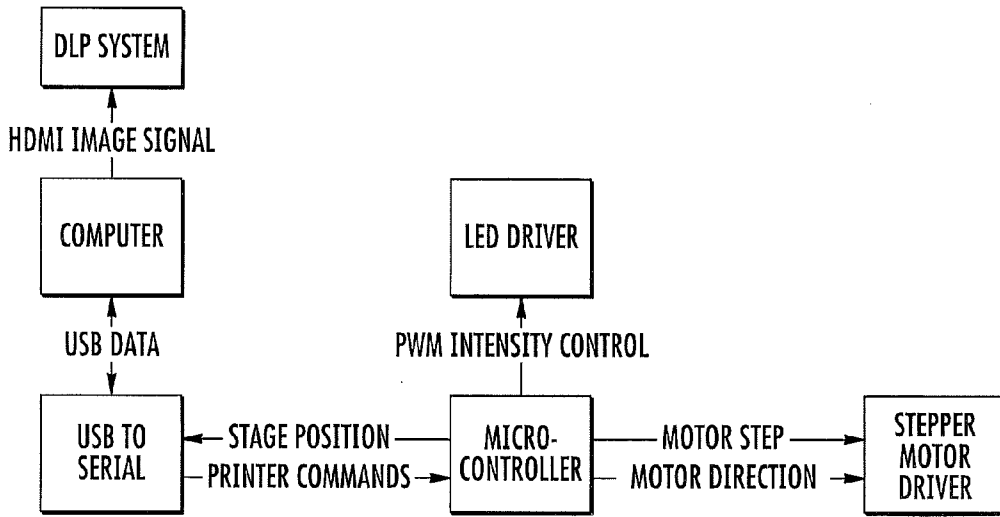 DLP SYSTEM
HDMI IMAGE SIGNAL
COMPUTER
LED DRIVER
USB DATA
PWM INTENSITY CONTROL
USB TO
SERIAL
STAGE POSITION
PRINTER COMMANDS
MICRO-
CONTROLLER
MOTOR STEP
MOTOR DIRECTION
STEPPER
MOTOR
DRIVER